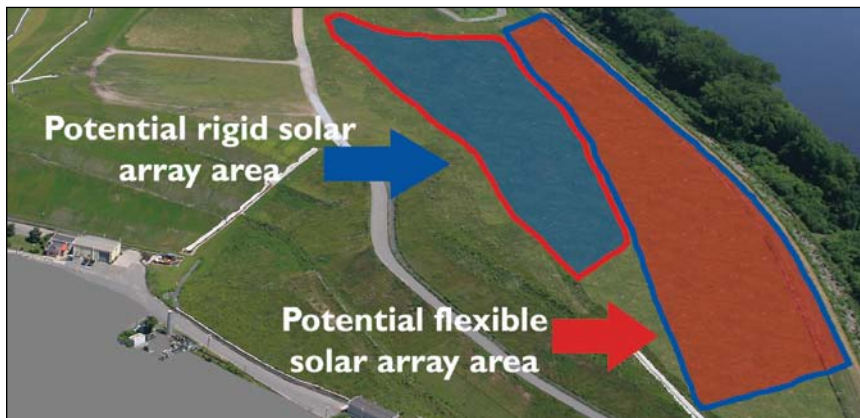 Potential rigid solar
array area
Potential flexible
solar array area